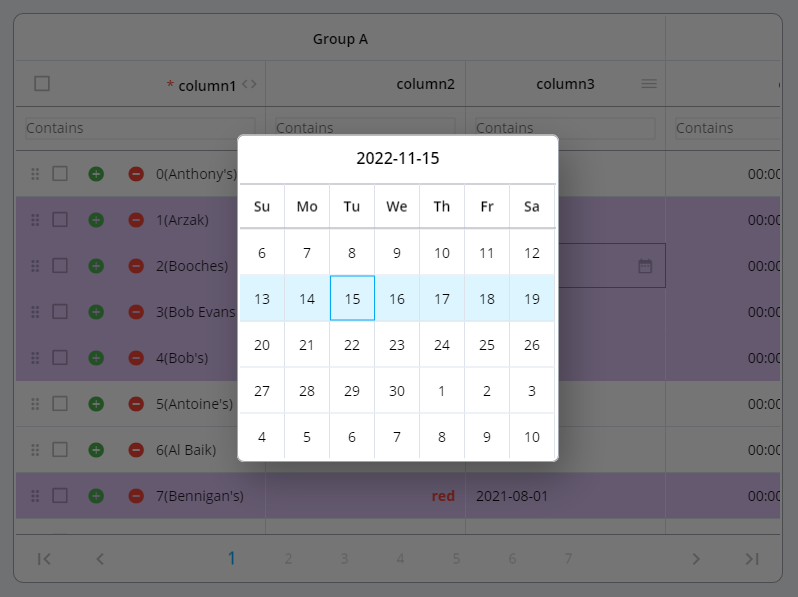 Group A
* column1 <> column2 column3
Contains Contains Contains Contains
2022-11-15
Su Mo Tu We Th Fr Sa
6 7 8 9 10 11 12
13 14 15 16 17 18 19
20 21 22 23 24 25 26
27 28 29 30 1 2 3
4 5 6 7 8 9 10
0(Anthony's) 00:00
1(Arzak) 00:00
2(Booches) 00:00
3(Bob Evans 00:00
4(Bob's) 00:00
5(Antoine's) 00:00
6(Al Baik) 00:00
7(Bennigan's) red 2021-08-01 00:00
1 2 3 4 5 6 7